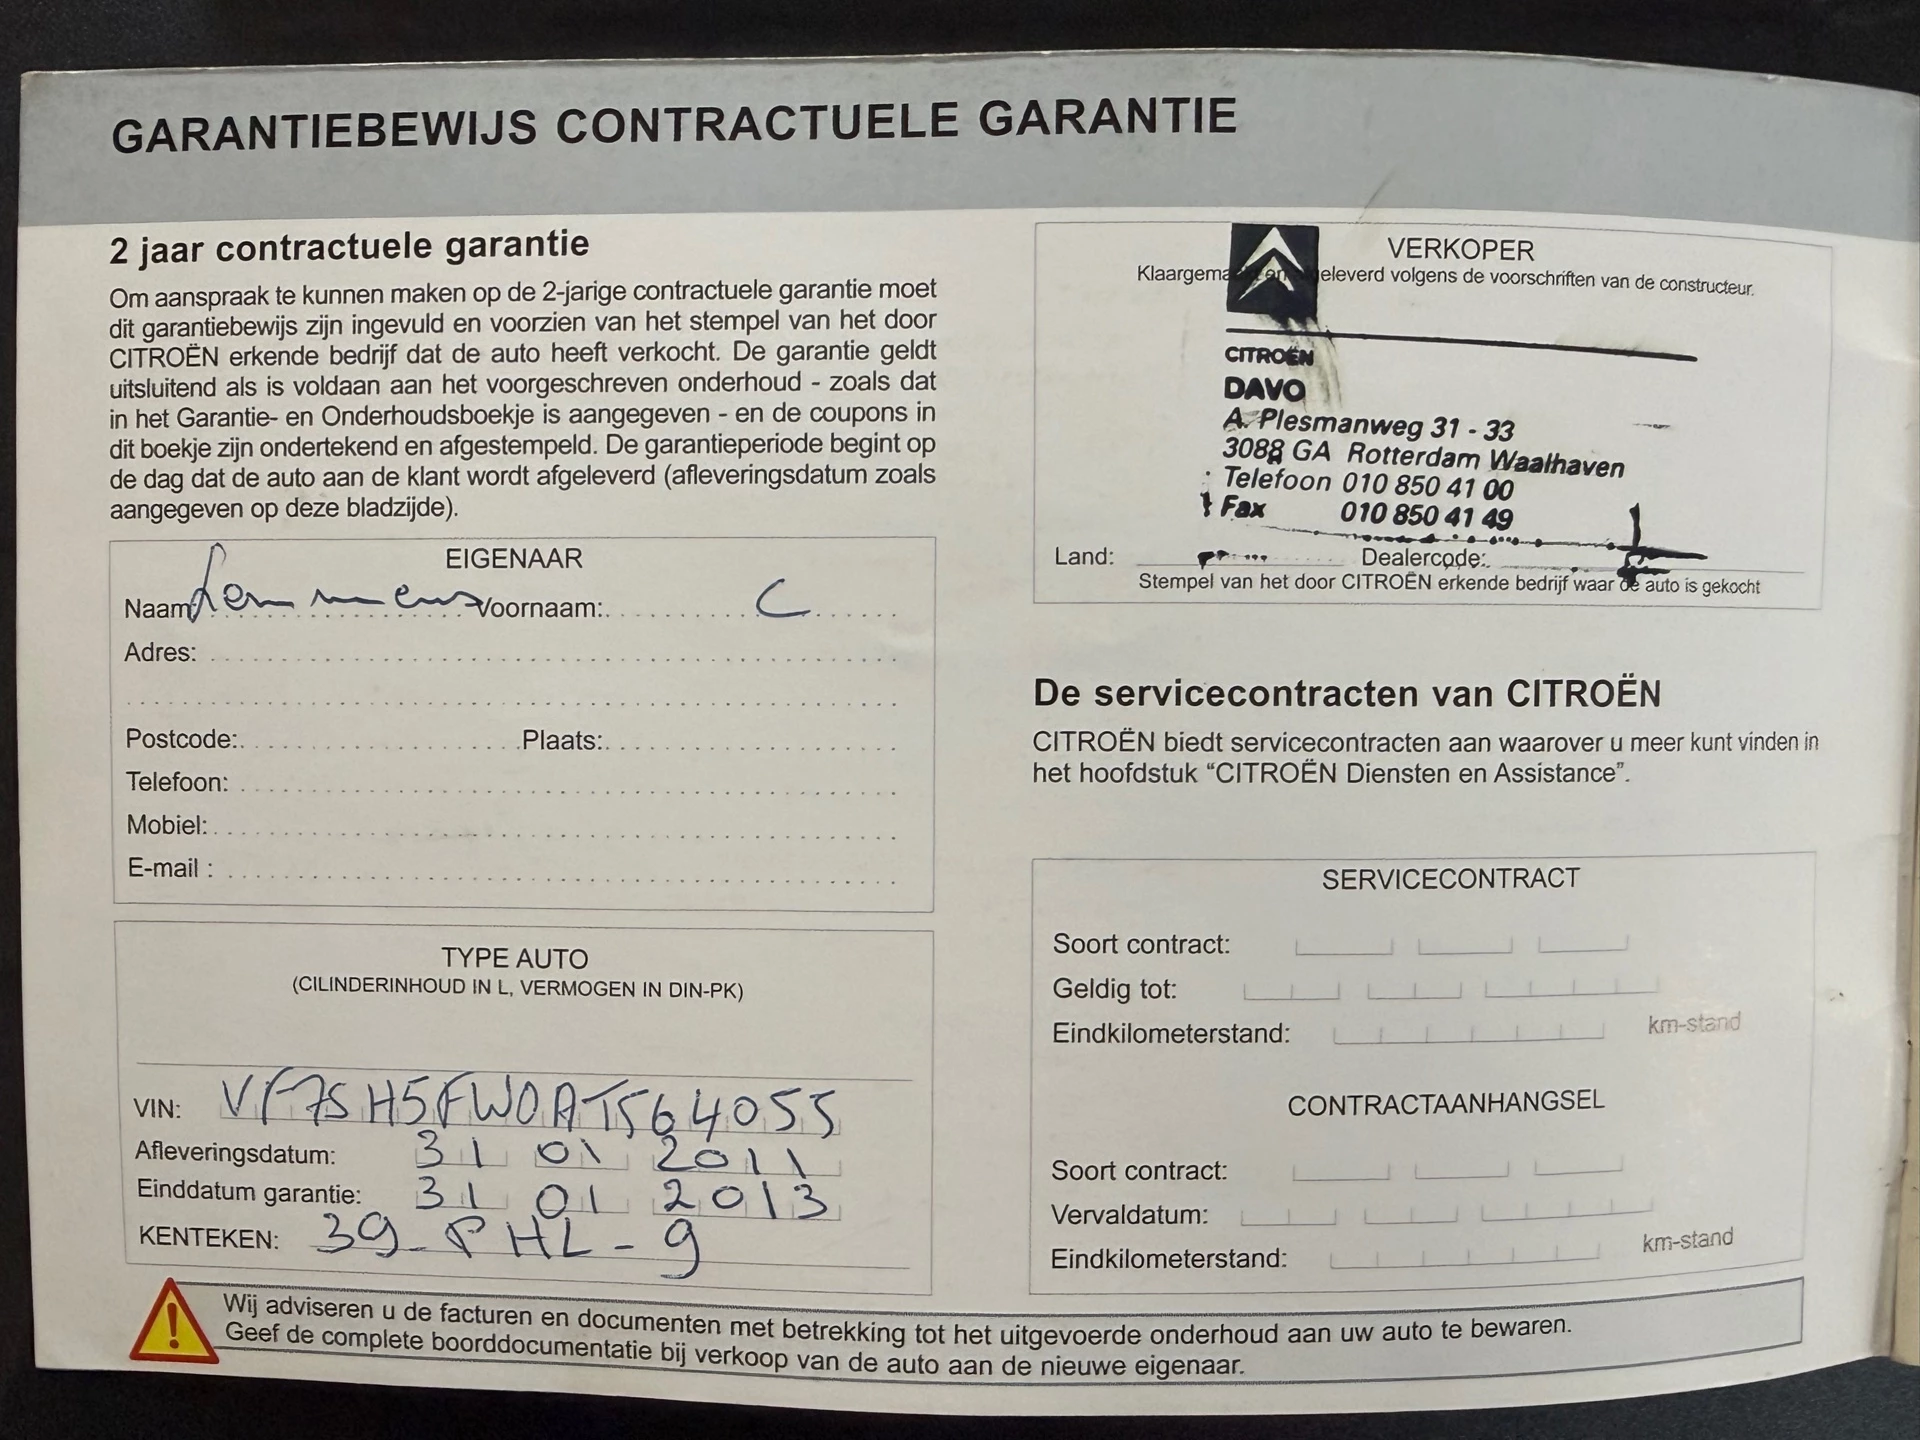 GARANTIEBEWIJS CONTRACTUELE GARANTIE
2 jaar contractuele garantie
Om aanspraak te kunnen maken op de 2-jarige contractuele garantie moet
dit garantiebewijs zijn ingevuld en voorzien van het stempel van het door
CITROËN erkende bedrijf dat de auto heeft verkocht. De garantie geldt
uitsluitend als is voldaan aan het voorgeschreven onderhoud - zoals dat
in het Garantie- en Onderhoudsboekje is aangegeven - en de coupons in
dit boekje zijn ondertekend en afgestempeld. De garantieperiode begint op
de dag dat de auto aan de klant wordt afgeleverd (afleveringsdatum zoals
aangegeven op deze bladzijde).
EIGENAAR
Naam Lemmens Voornaam: C
Adres:
Postcode: Plaats:
Telefoon:
Mobiel:
E-mail :
TYPE AUTO
(CILINDERINHOUD IN L, VERMOGEN IN DIN-PK)
VIN: VF7SH5FW0AT564055
Afleveringsdatum: 31 01 2011
Einddatum garantie: 31 01 2013
KENTEKEN: 39-PHL-9
VERKOPER
Klaargemaakt en geleverd volgens de voorschriften van de constructeur.
CITROËN
DAVO
A. Plesmanweg 31 - 33
3088 GA Rotterdam Waalhaven
Telefoon 010 850 41 00
Fax 010 850 41 49
Land: Dealercode:
Stempel van het door CITROËN erkende bedrijf waar de auto is gekocht
De servicecontracten van CITROËN
CITROËN biedt servicecontracten aan waarover u meer kunt vinden in
het hoofdstuk “CITROËN Diensten en Assistance”.
SERVICECONTRACT
Soort contract:
Geldig tot:
Eindkilometerstand: km-stand
CONTRACTAANHANGSEL
Soort contract:
Vervaldatum:
Eindkilometerstand: km-stand
Wij adviseren u de facturen en documenten met betrekking tot het uitgevoerde onderhoud aan uw auto te bewaren.
Geef de complete boorddocumentatie bij verkoop van de auto aan de nieuwe eigenaar.